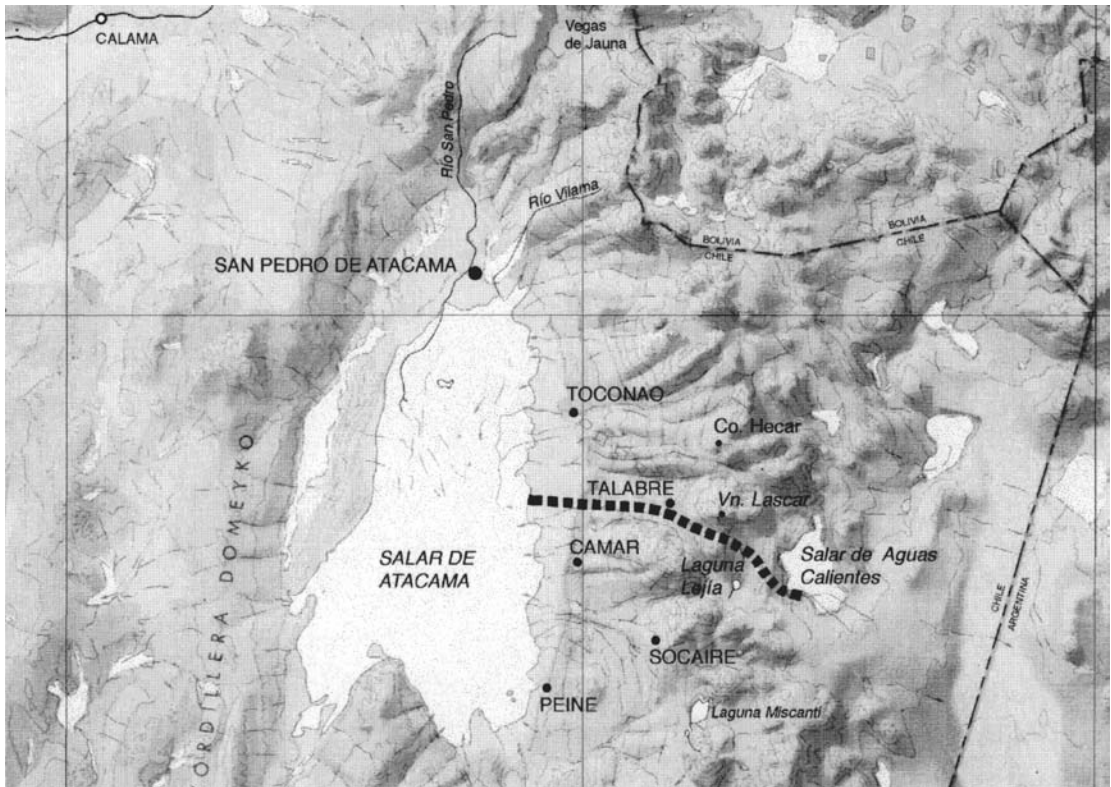 CALAMA
Vegas
de Jauna
Río San Pedro
Río Vilama
BOLIVIA
CHILE
BOLIVIA
CHILE
SAN PEDRO DE ATACAMA
TOCONAO
Co. Hecar
ORDILLERA DOMEYKO
TALABRE
Vn. Lascar
SALAR DE
ATACAMA
CAMAR
Laguna
Lejía
Salar de Aguas
Calientes
CHILE
ARGENTINA
SOCAIRE
PEINE
Laguna Miscanti